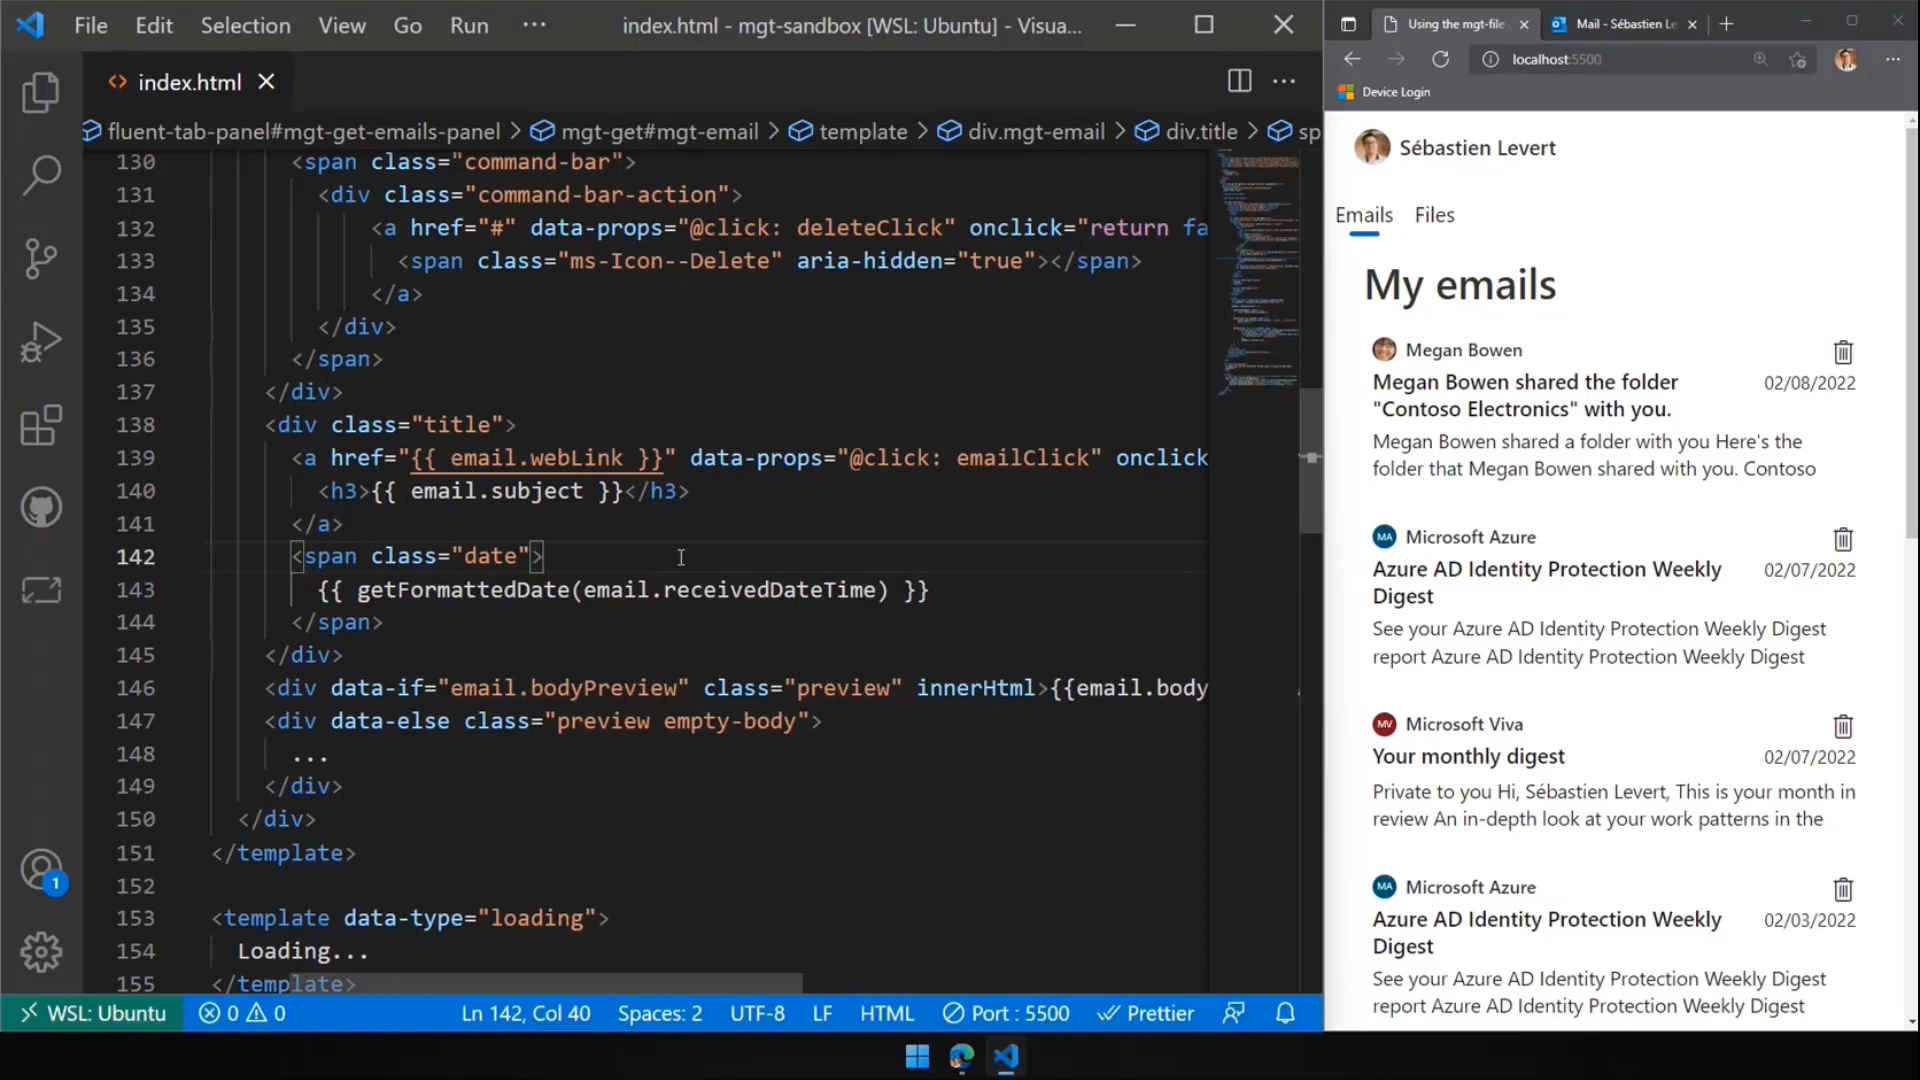 File Edit Selection View Go Run ··· index.html - mgt-sandbox [WSL: Ubuntu] - Visua...
index.html
fluent-tab-panel#mgt-get-emails-panel > mgt-get#mgt-email > template > div.mgt-email > div.title > sp
130 <span class="command-bar">
131 <div class="command-bar-action">
132 <a href="#" data-props="@click: deleteClick" onclick="return fa
133 <span class="ms-Icon--Delete" aria-hidden="true"></span>
134 </a>
135 </div>
136 </span>
137 </div>
138 <div class="title">
139 <a href="{{ email.webLink }}" data-props="@click: emailClick" onclick
140 <h3>{{ email.subject }}</h3>
141 </a>
142 <span class="date">
143 {{ getFormattedDate(email.receivedDateTime) }}
144 </span>
145 </div>
146 <div data-if="email.bodyPreview" class="preview" innerHtml>{{email.body
147 <div data-else class="preview empty-body">
148 ...
149 </div>
150 </div>
151 </template>
152
153 <template data-type="loading">
154 Loading...
155 </template>
1
WSL: Ubuntu 0 0 Ln 142, Col 40 Spaces: 2 UTF-8 LF HTML Port : 5500 Prettier
Using the mgt-file Mail - Sébastien Le
localhost:5500
Device Login
Sébastien Levert
Emails Files
My emails
Megan Bowen
Megan Bowen shared the folder 02/08/2022
"Contoso Electronics" with you.
Megan Bowen shared a folder with you Here's the
folder that Megan Bowen shared with you. Contoso
MA Microsoft Azure
Azure AD Identity Protection Weekly 02/07/2022
Digest
See your Azure AD Identity Protection Weekly Digest
report Azure AD Identity Protection Weekly Digest
MV Microsoft Viva
Your monthly digest 02/07/2022
Private to you Hi, Sébastien Levert, This is your month in
review An in-depth look at your work patterns in the
MA Microsoft Azure
Azure AD Identity Protection Weekly 02/03/2022
Digest
See your Azure AD Identity Protection Weekly Digest
report Azure AD Identity Protection Weekly Digest